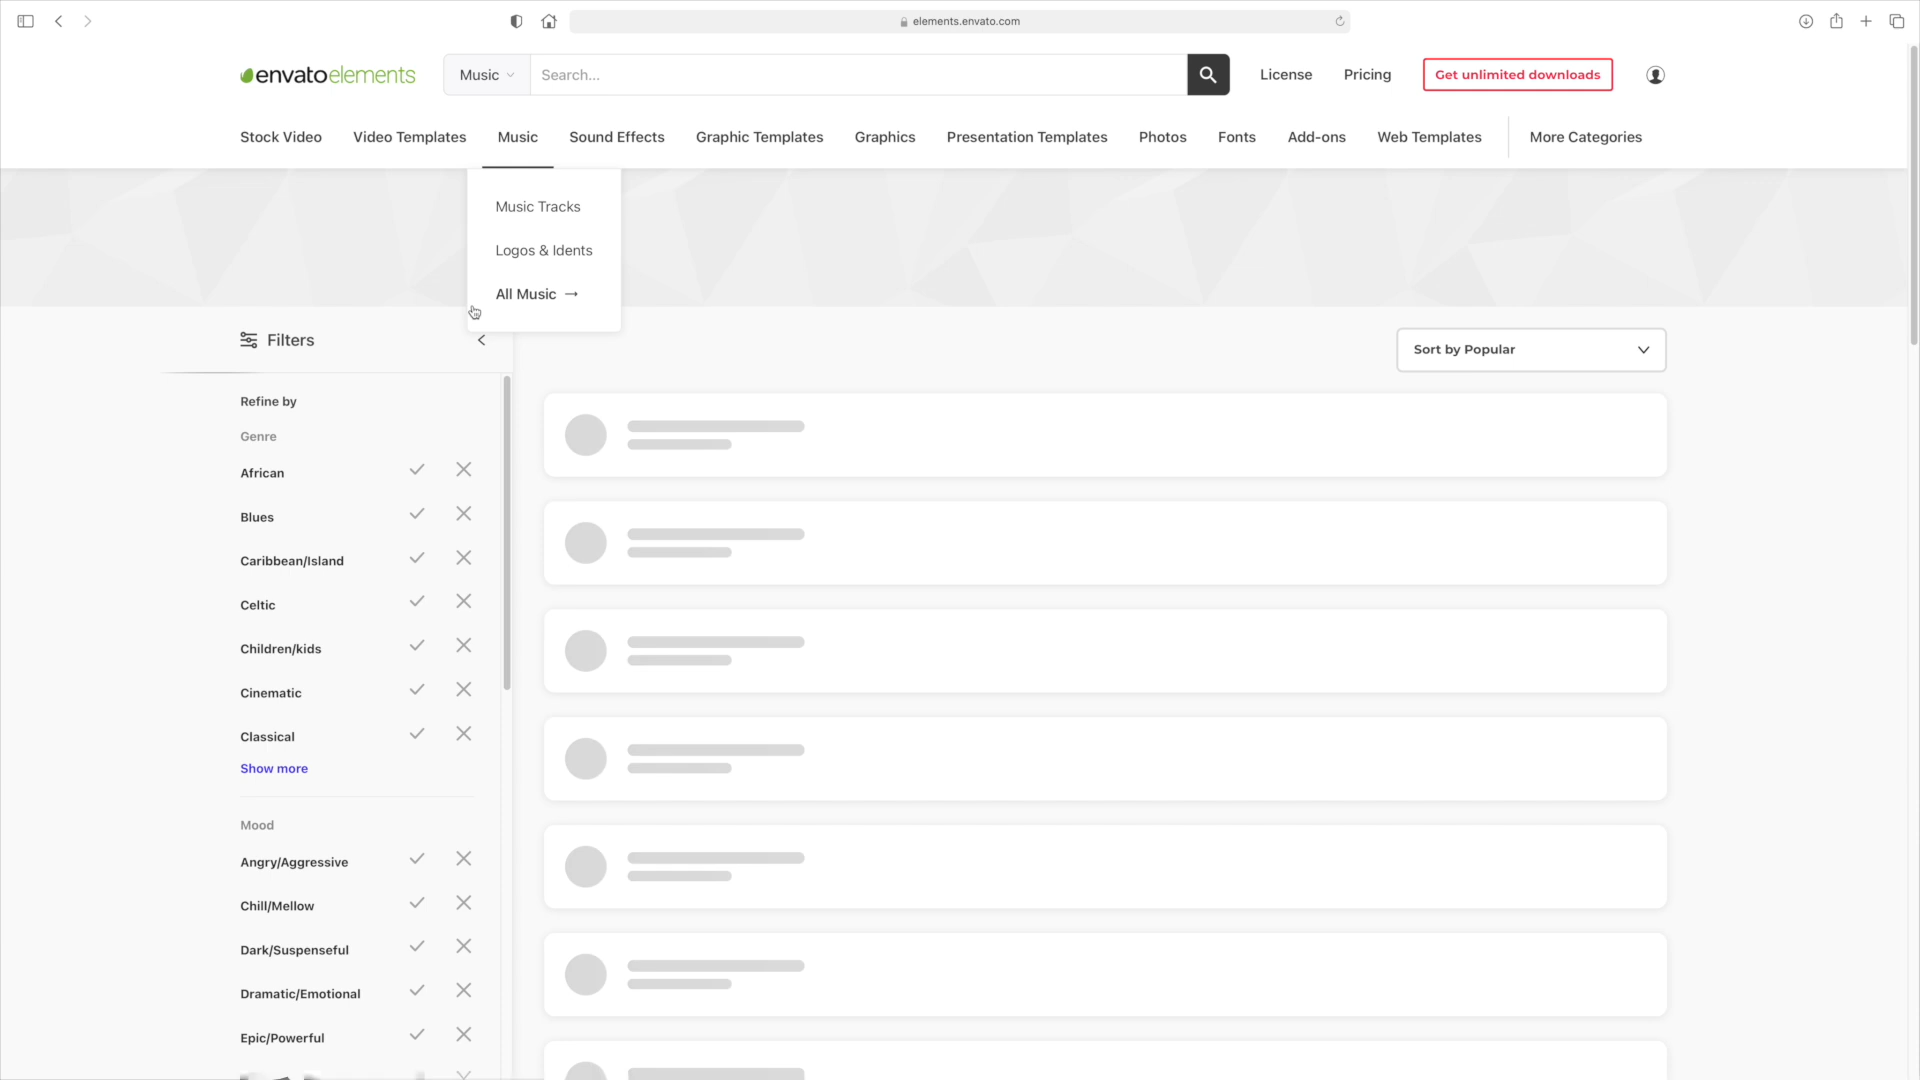 elements.envato.com
envato elements
Music
Search...
License
Pricing
Get unlimited downloads
Stock Video
Video Templates
Music
Sound Effects
Graphic Templates
Graphics
Presentation Templates
Photos
Fonts
Add-ons
Web Templates
More Categories
Music Tracks
Logos & Idents
All Music →
Filters
Sort by Popular
Refine by
Genre
African
Blues
Caribbean/Island
Celtic
Children/kids
Cinematic
Classical
Show more
Mood
Angry/Aggressive
Chill/Mellow
Dark/Suspenseful
Dramatic/Emotional
Epic/Powerful